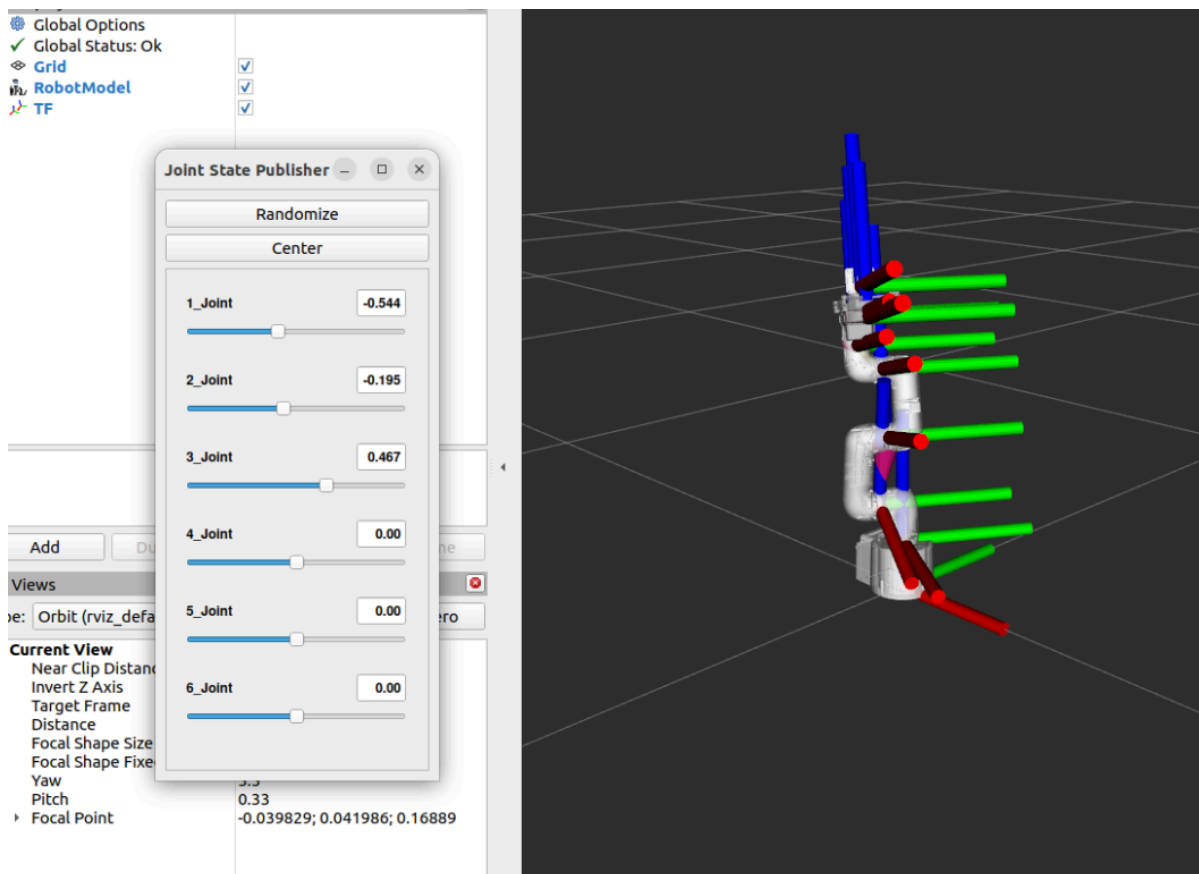 Global Options
Global Status: Ok
Grid
RobotModel
TF
Joint State Publisher
Randomize
Center
1_Joint -0.544
2_Joint -0.195
3_Joint 0.467
4_Joint 0.00
5_Joint 0.00
6_Joint 0.00
Add
Views
Orbit (rviz_defa
Current View
Near Clip Distanc
Invert Z Axis
Target Frame
Distance
Focal Shape Size
Focal Shape Fixe
Yaw
Pitch 0.33
Focal Point -0.039829; 0.041986; 0.16889